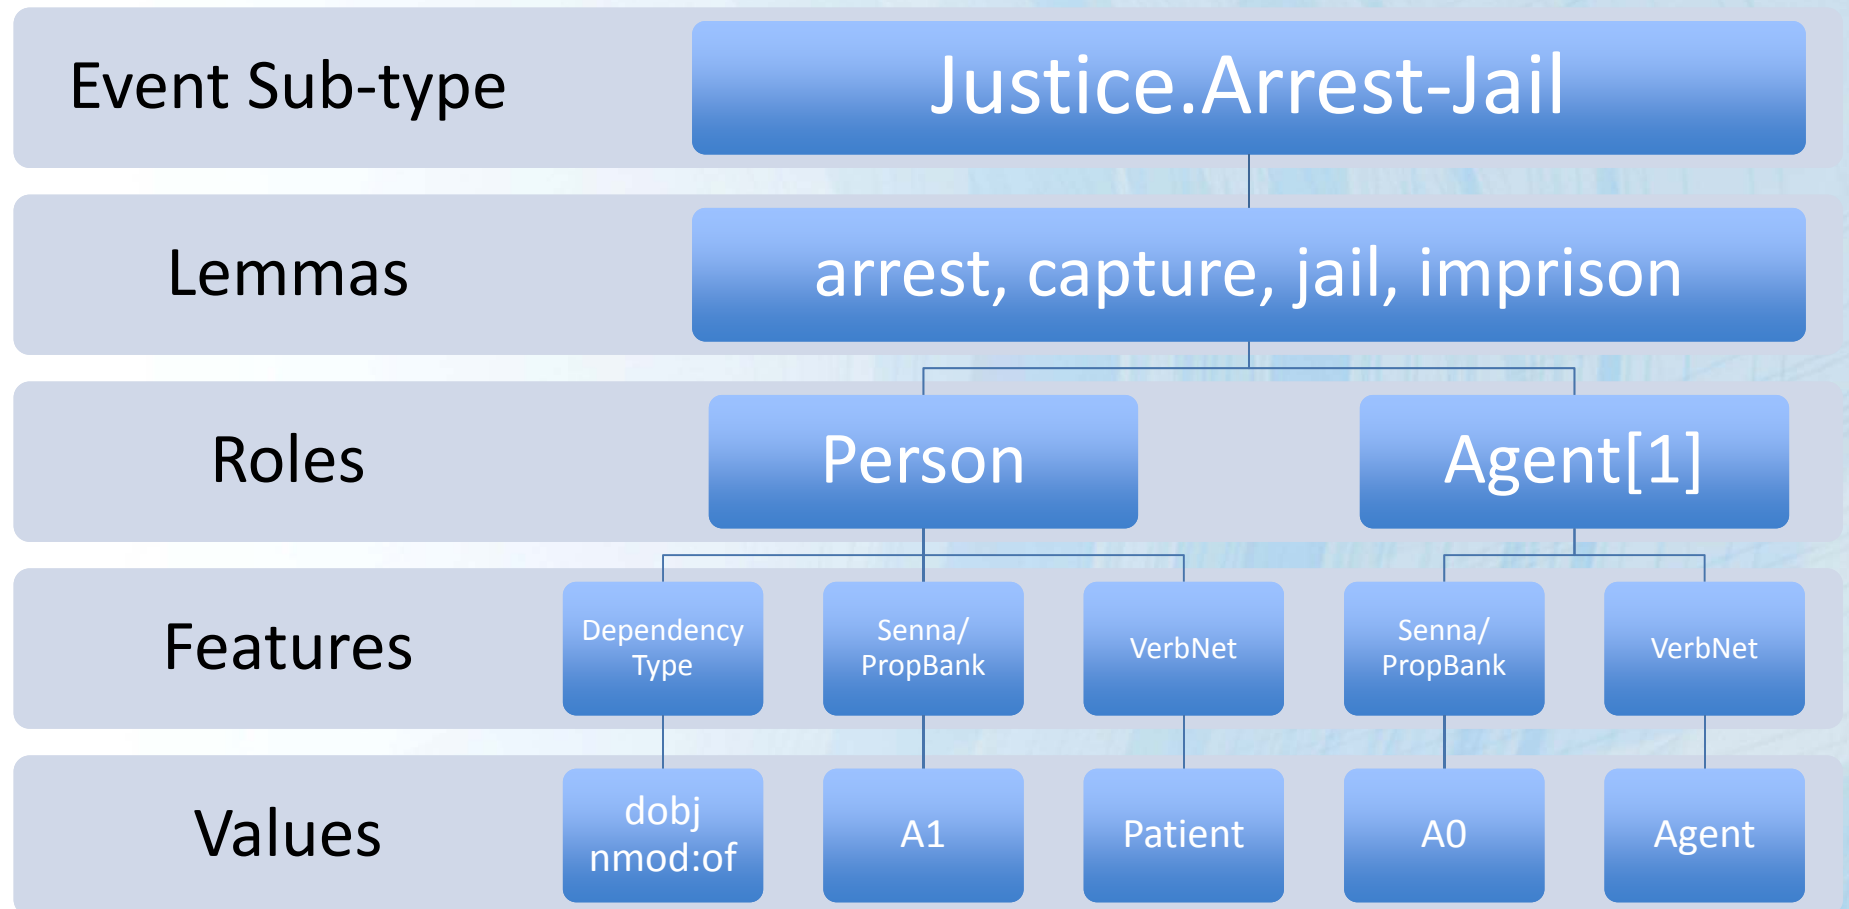 Event Sub-type
Justice.Arrest-Jail
Lemmas
arrest, capture, jail, imprison
Roles
Person
Agent[1]
Features
Dependency
Type
Senna/
PropBank
VerbNet
Senna/
PropBank
VerbNet
Values
dobj
nmod:of
A1
Patient
A0
Agent